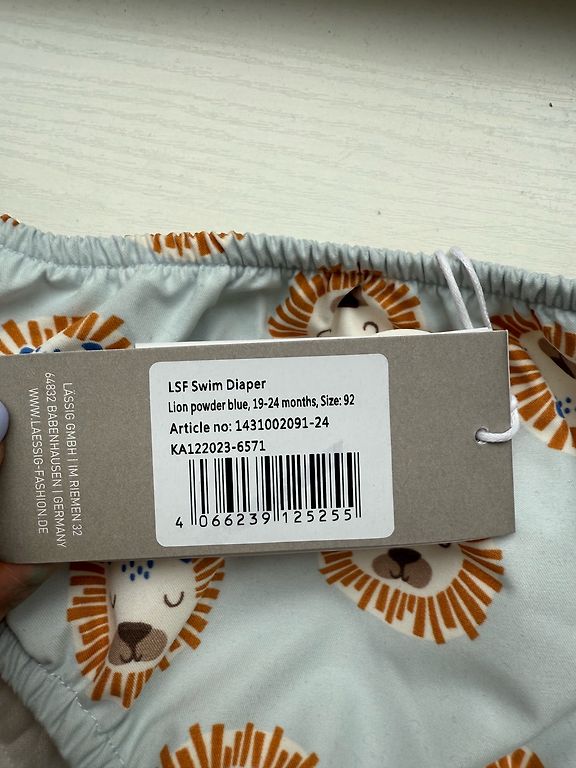 LSF Swim Diaper
Lion powder blue, 19-24 months, Size: 92
Article no: 1431002091-24
KA122023-6571
4 066239 125255
LÄSSIG GMBH | IM RIEMEN 32
64832 BABENHAUSEN | GERMANY
WWW.LAESSIG-FASHION.DE